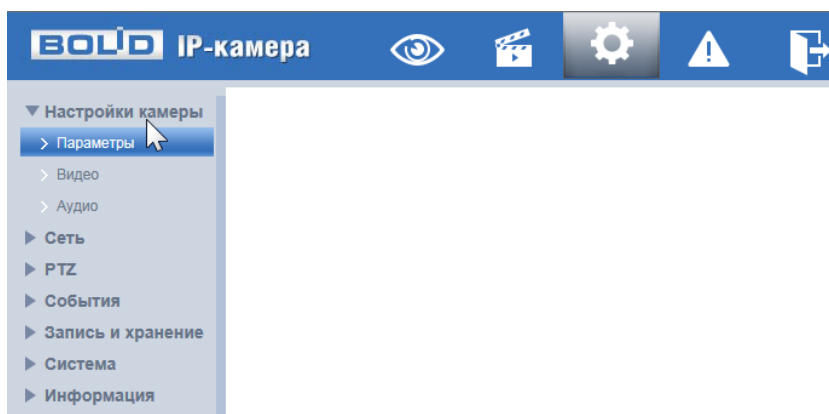 BOLID IP-камера
Настройки камеры
Параметры
Видео
Аудио
Сеть
PTZ
События
Запись и хранение
Система
Информация